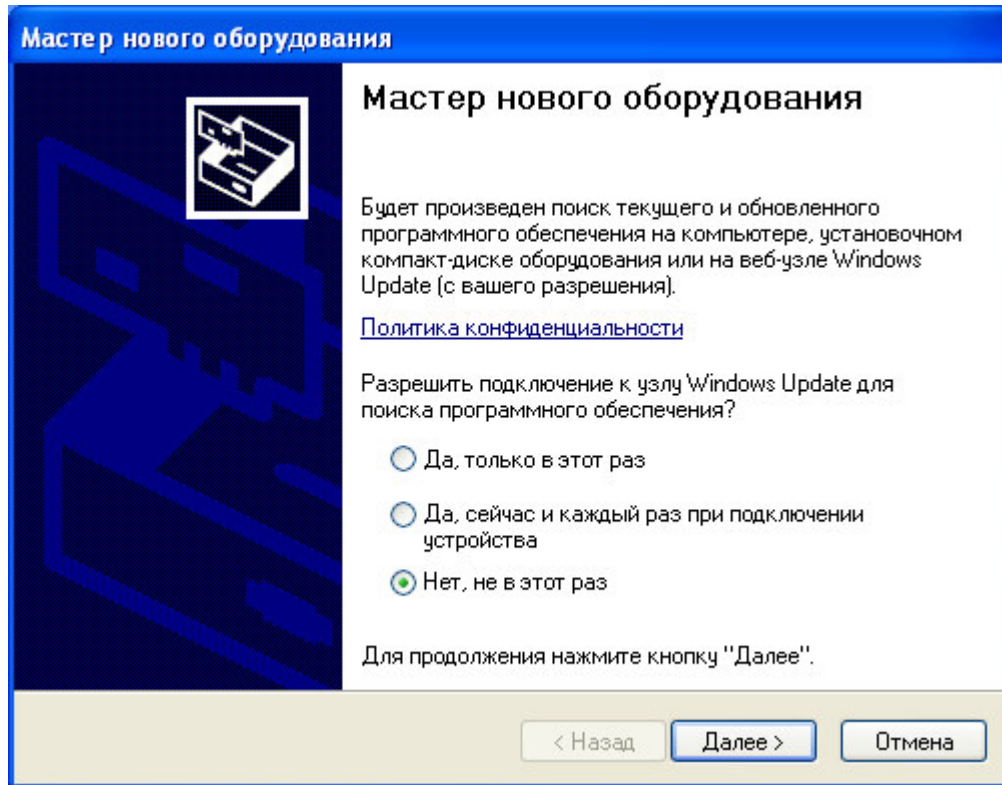 Мастер нового оборудования
Мастер нового оборудования
Будет произведен поиск текущего и обновленного
программного обеспечения на компьютере, установочном
компакт-диске оборудования или на веб-узле Windows
Update (с вашего разрешения).
Политика конфиденциальности
Разрешить подключение к узлу Windows Update для
поиска программного обеспечения?
Да, только в этот раз
Да, сейчас и каждый раз при подключении
устройства
Нет, не в этот раз
Для продолжения нажмите кнопку "Далее".
< Назад Далее > Отмена